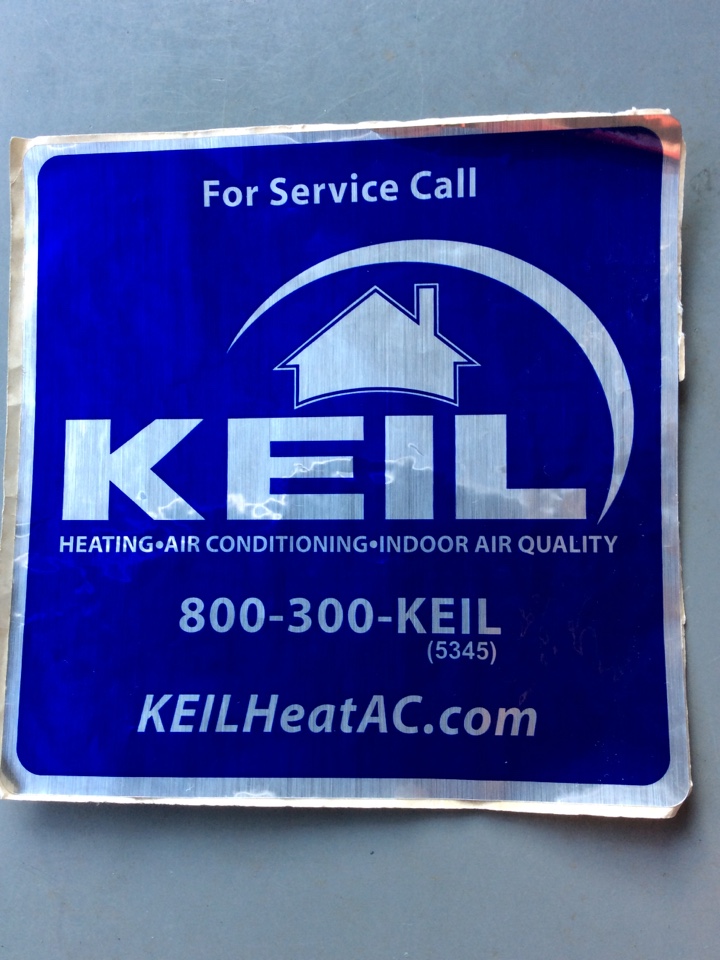 For Service Call
KEIL
HEATING•AIR CONDITIONING•INDOOR AIR QUALITY
800-300-KEIL
(5345)
KEILHeatAC.com